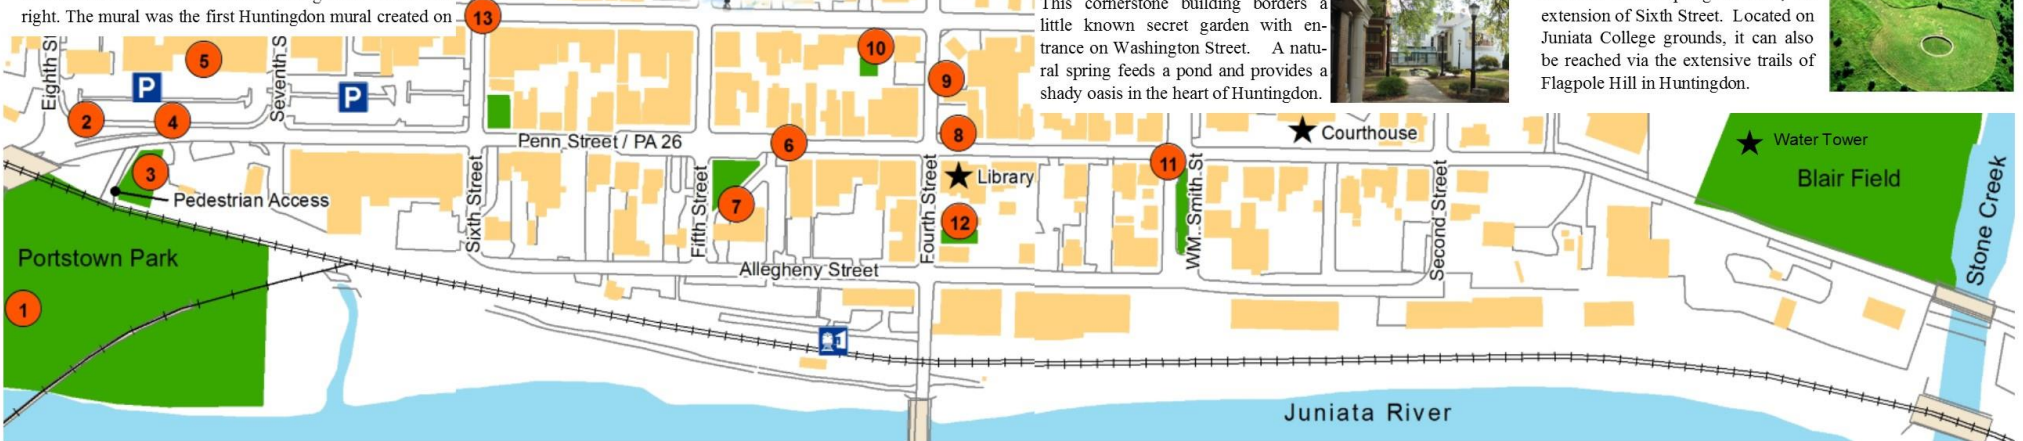 right. The mural was the first Huntingdon mural created on
This cornerstone building borders a
little known secret garden with en-
trance on Washington Street. A natu-
ral spring feeds a pond and provides a
shady oasis in the heart of Huntingdon.
extension of Sixth Street. Located on
Juniata College grounds, it can also
be reached via the extensive trails of
Flagpole Hill in Huntingdon.
13
5
10
9
P
P
2
4
8
6
11
3
7
12
1
Eighth St
Seventh S
Penn Street / PA 26
Courthouse
Water Tower
Library
Blair Field
Pedestrian Access
Sixth Street
Fifth Street
Fourth Street
WM. Smith St
Second Street
Stone Creek
Portstown Park
Allegheny Street
Juniata River